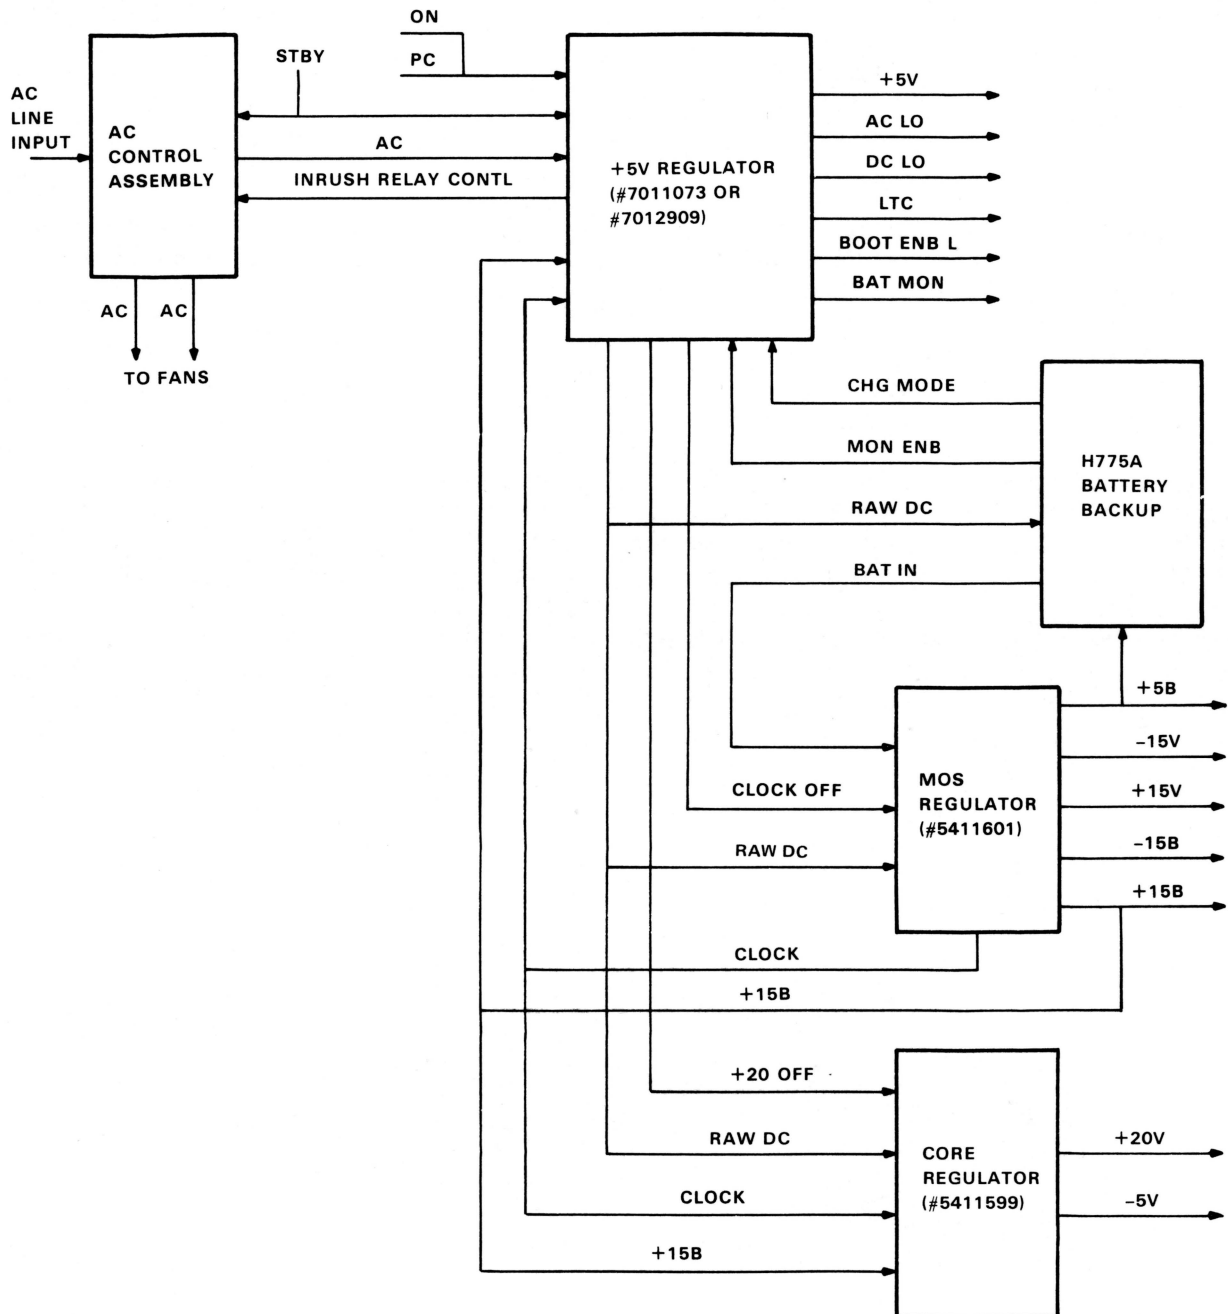 ON
PC
STBY
AC
LINE
INPUT
AC
CONTROL
ASSEMBLY
AC
INRUSH RELAY CONTL
AC
AC
TO FANS
+5V REGULATOR
(#7011073 OR
#7012909)
+5V
AC LO
DC LO
LTC
BOOT ENB L
BAT MON
CHG MODE
MON ENB
RAW DC
BAT IN
H775A
BATTERY
BACKUP
CLOCK OFF
RAW DC
MOS
REGULATOR
(#5411601)
+5B
−15V
+15V
−15B
+15B
CLOCK
+15B
+20 OFF
RAW DC
CLOCK
+15B
CORE
REGULATOR
(#5411599)
+20V
−5V